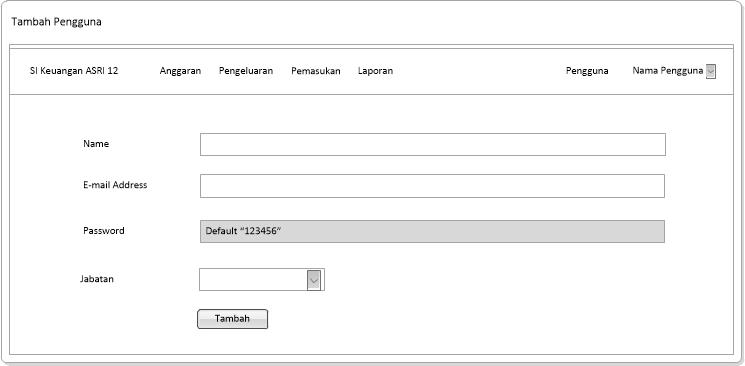 Tambah Pengguna
SI Keuangan ASRI 12 Anggaran Pengeluaran Pemasukan Laporan Pengguna Nama Pengguna
Name
E-mail Address
Password Default “123456”
Jabatan
Tambah